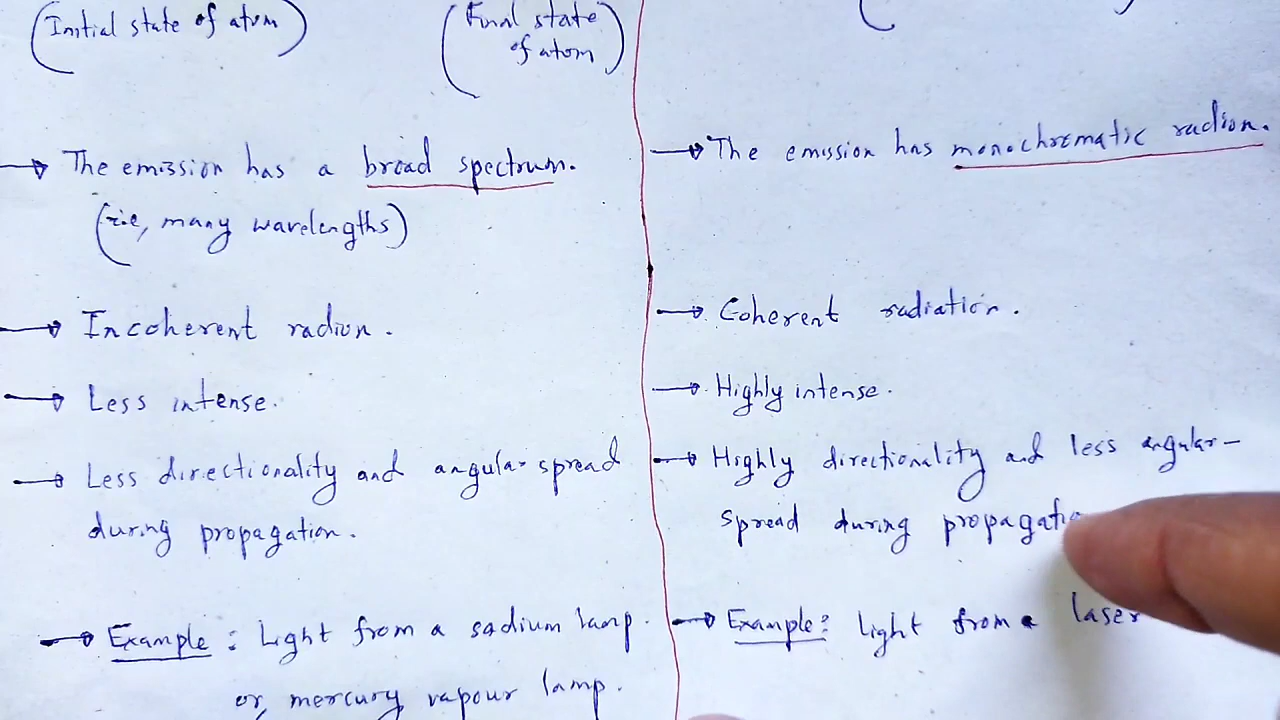 (Initial state of atom)
(Final state
of atom)
→ The emission has a broad spectrum.
(i.e, many wavelengths)
→ Incoherent radion.
→ Less intense.
→ Less directionality and angular spread
during propagation.
→ Example : Light from a sodium lamp.
or, mercury vapour lamp.
→ The emission has monochromatic radion.
→ Coherent radiation.
→ Highly intense.
→ Highly directionality and less angular-
spread during propagatio
→ Example: Light from a laser